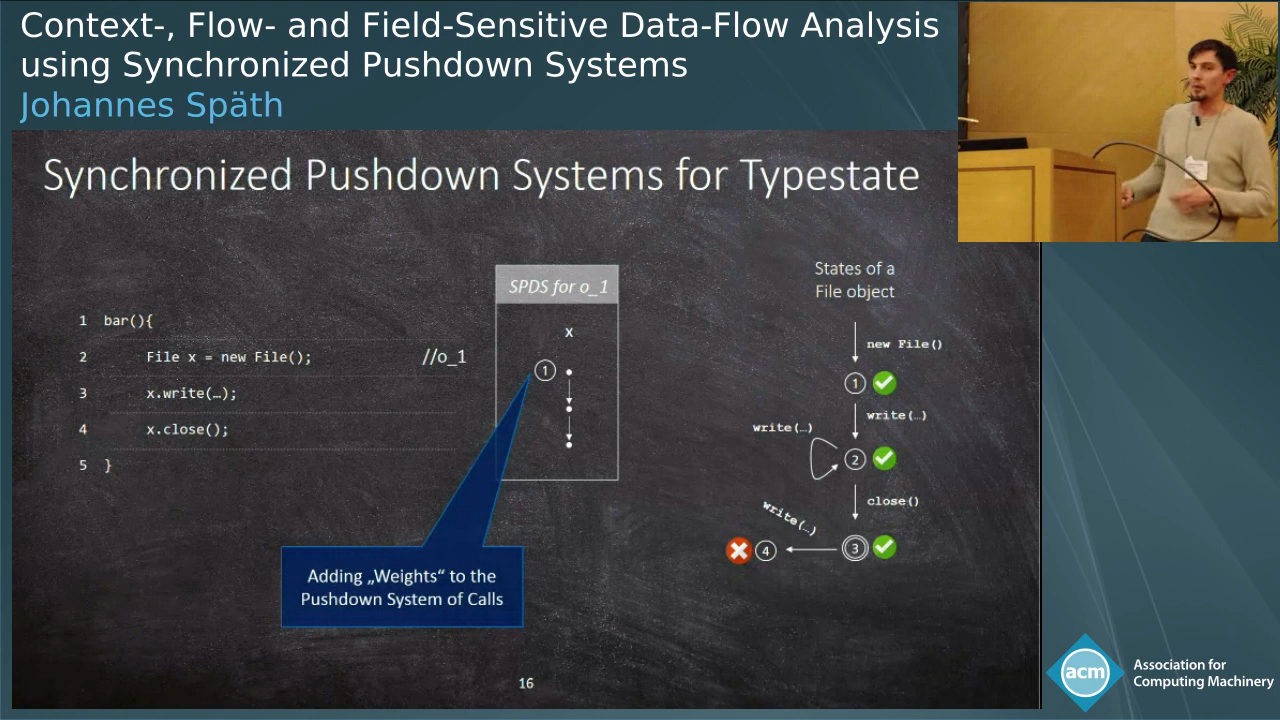 Context-, Flow- and Field-Sensitive Data-Flow Analysis
using Synchronized Pushdown Systems
Johannes Späth
Synchronized Pushdown Systems for Typestate
1 bar(){
2 File x = new File(); //o_1
3 x.write(…);
4 x.close();
5 }
SPDS for o_1
x
1
Adding „Weights“ to the
Pushdown System of Calls
States of a
File object
new File()
1
write(…)
write(…)
2
close()
write(…)
4
3
16
acm
Association for
Computing Machinery